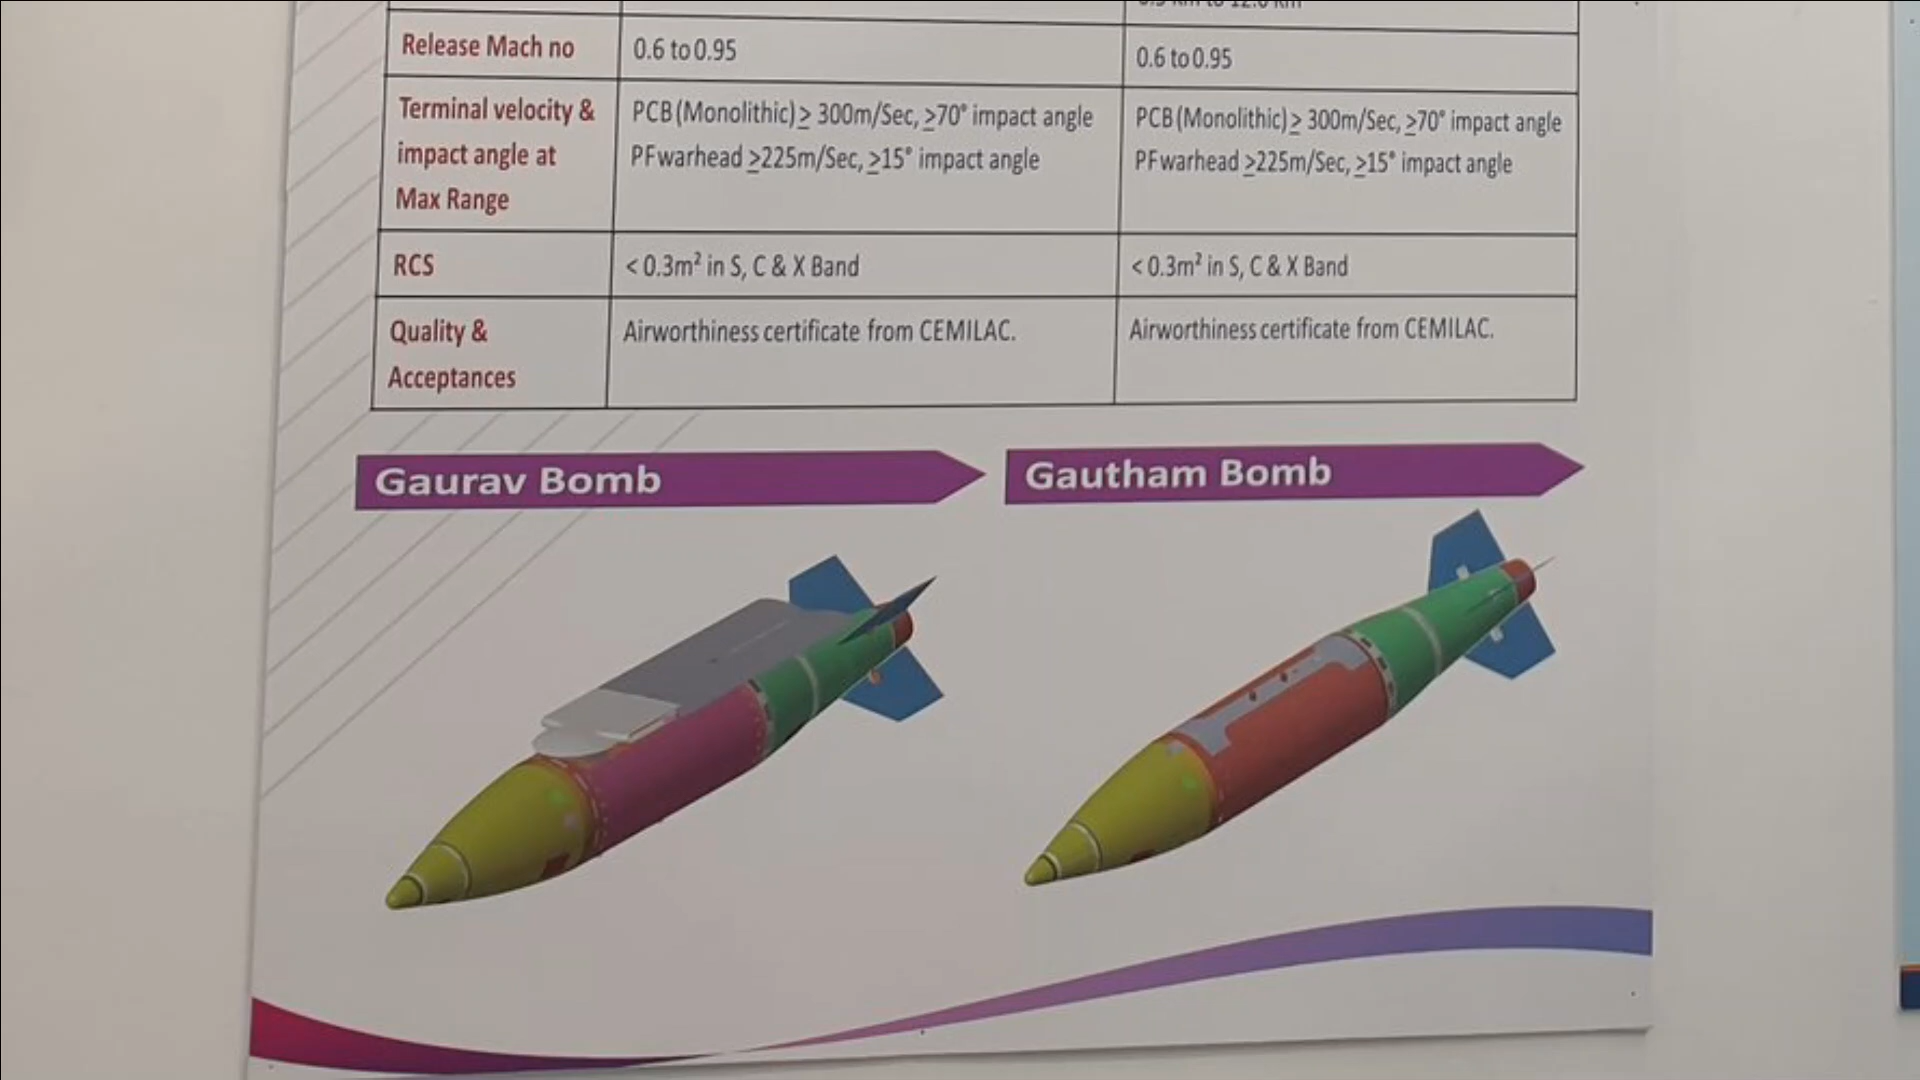 Release Mach no
0.6 to 0.95
0.6 to 0.95
Terminal velocity &
impact angle at
Max Range
PCB (Monolithic) ≥ 300m/Sec, ≥70° impact angle
PF warhead ≥225m/Sec, ≥15° impact angle
PCB (Monolithic) ≥ 300m/Sec, ≥70° impact angle
PF warhead ≥225m/Sec, ≥15° impact angle
RCS
< 0.3m² in S, C & X Band
< 0.3m² in S, C & X Band
Quality &
Acceptances
Airworthiness certificate from CEMILAC.
Airworthiness certificate from CEMILAC.
Gaurav Bomb
Gautham Bomb